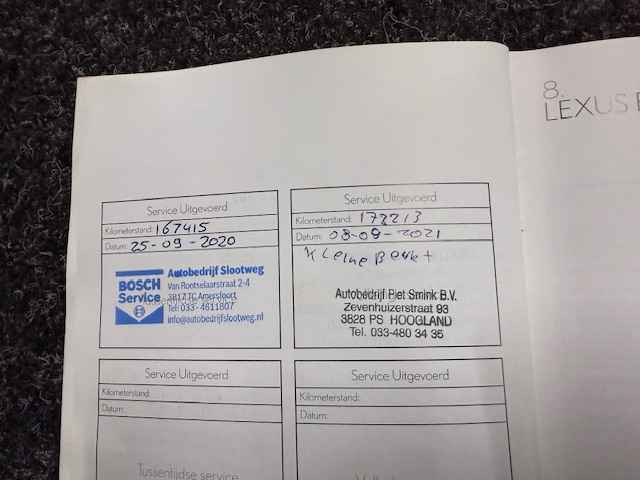 8.
LEXUS
Service Uitgevoerd
Kilometerstand: 167415
Datum: 25-09-2020
BOSCH
Service
Autobedrijf Slootweg
Van Rootselaarstraat 2-4
3817 TC Amersfoort
Tel: 033-4611807
info@autobedrijfslootweg.nl
Service Uitgevoerd
Kilometerstand: 172213
Datum: 03-09-2021
Kleine Beurt
Autobedrijf Piet Smink B.V.
Zevenhuizerstraat 93
3828 PS HOOGLAND
Tel. 033-480 34 35
Service Uitgevoerd
Kilometerstand:
Datum:
Tussentijdse service
Service Uitgevoerd
Kilometerstand:
Datum: